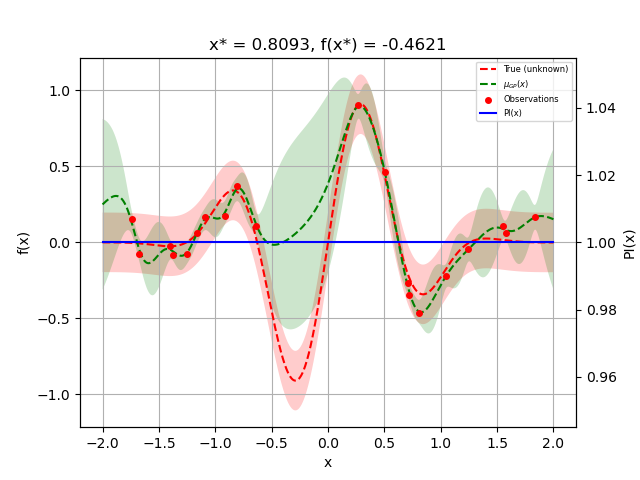 x* = 0.8093, f(x*) = -0.4621
True (unknown)
μGP(x)
Observations
PI(x)
f(x)
1.0
0.5
0.0
−0.5
−1.0
1.04
1.02
1.00
0.98
0.96
PI(x)
−2.0 −1.5 −1.0 −0.5 0.0 0.5 1.0 1.5 2.0
x